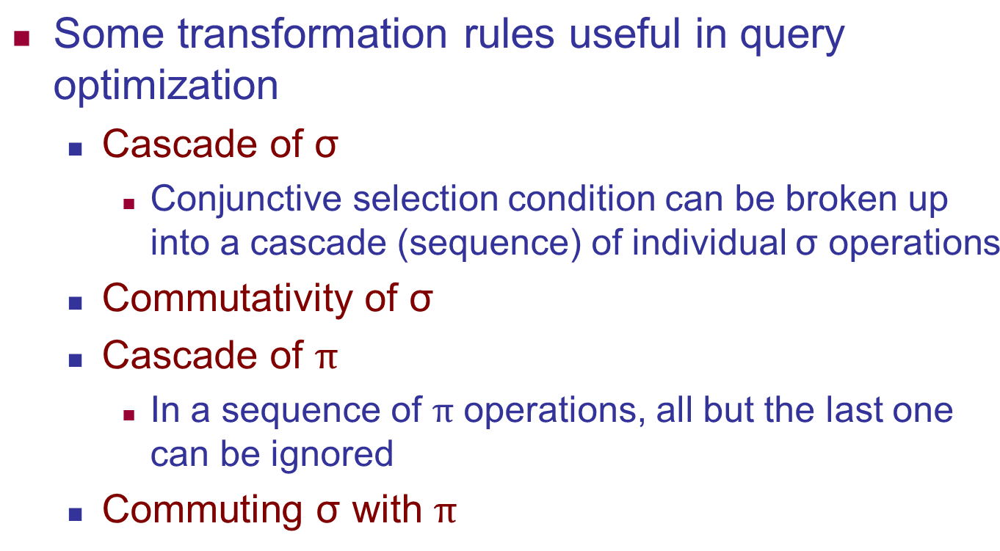 Some transformation rules useful in query
optimization
Cascade of σ
Conjunctive selection condition can be broken up
into a cascade (sequence) of individual σ operations
Commutativity of σ
Cascade of π
In a sequence of π operations, all but the last one
can be ignored
Commuting σ with π